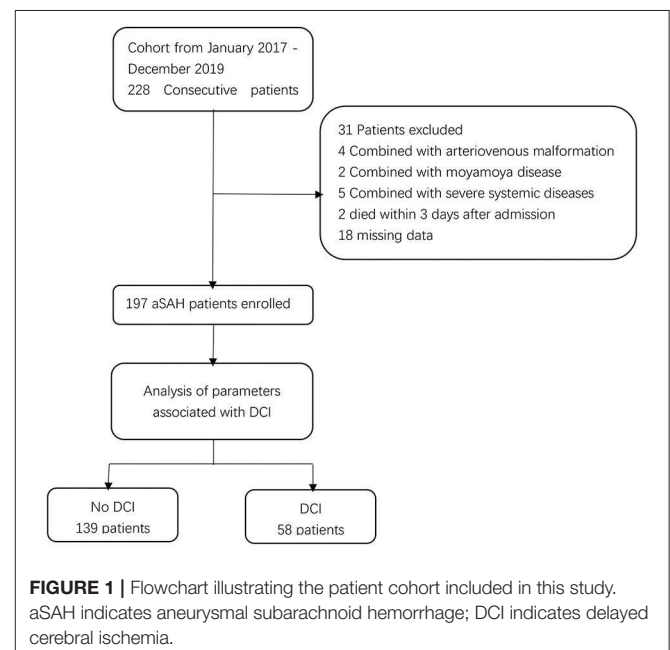 Cohort from January 2017 -
December 2019
228 Consecutive patients
31 Patients excluded
4 Combined with arteriovenous malformation
2 Combined with moyamoya disease
5 Combined with severe systemic diseases
2 died within 3 days after admission
18 missing data
197 aSAH patients enrolled
Analysis of parameters
associated with DCI
No DCI
139 patients
DCI
58 patients
FIGURE 1 | Flowchart illustrating the patient cohort included in this study.
aSAH indicates aneurysmal subarachnoid hemorrhage; DCI indicates delayed
cerebral ischemia.